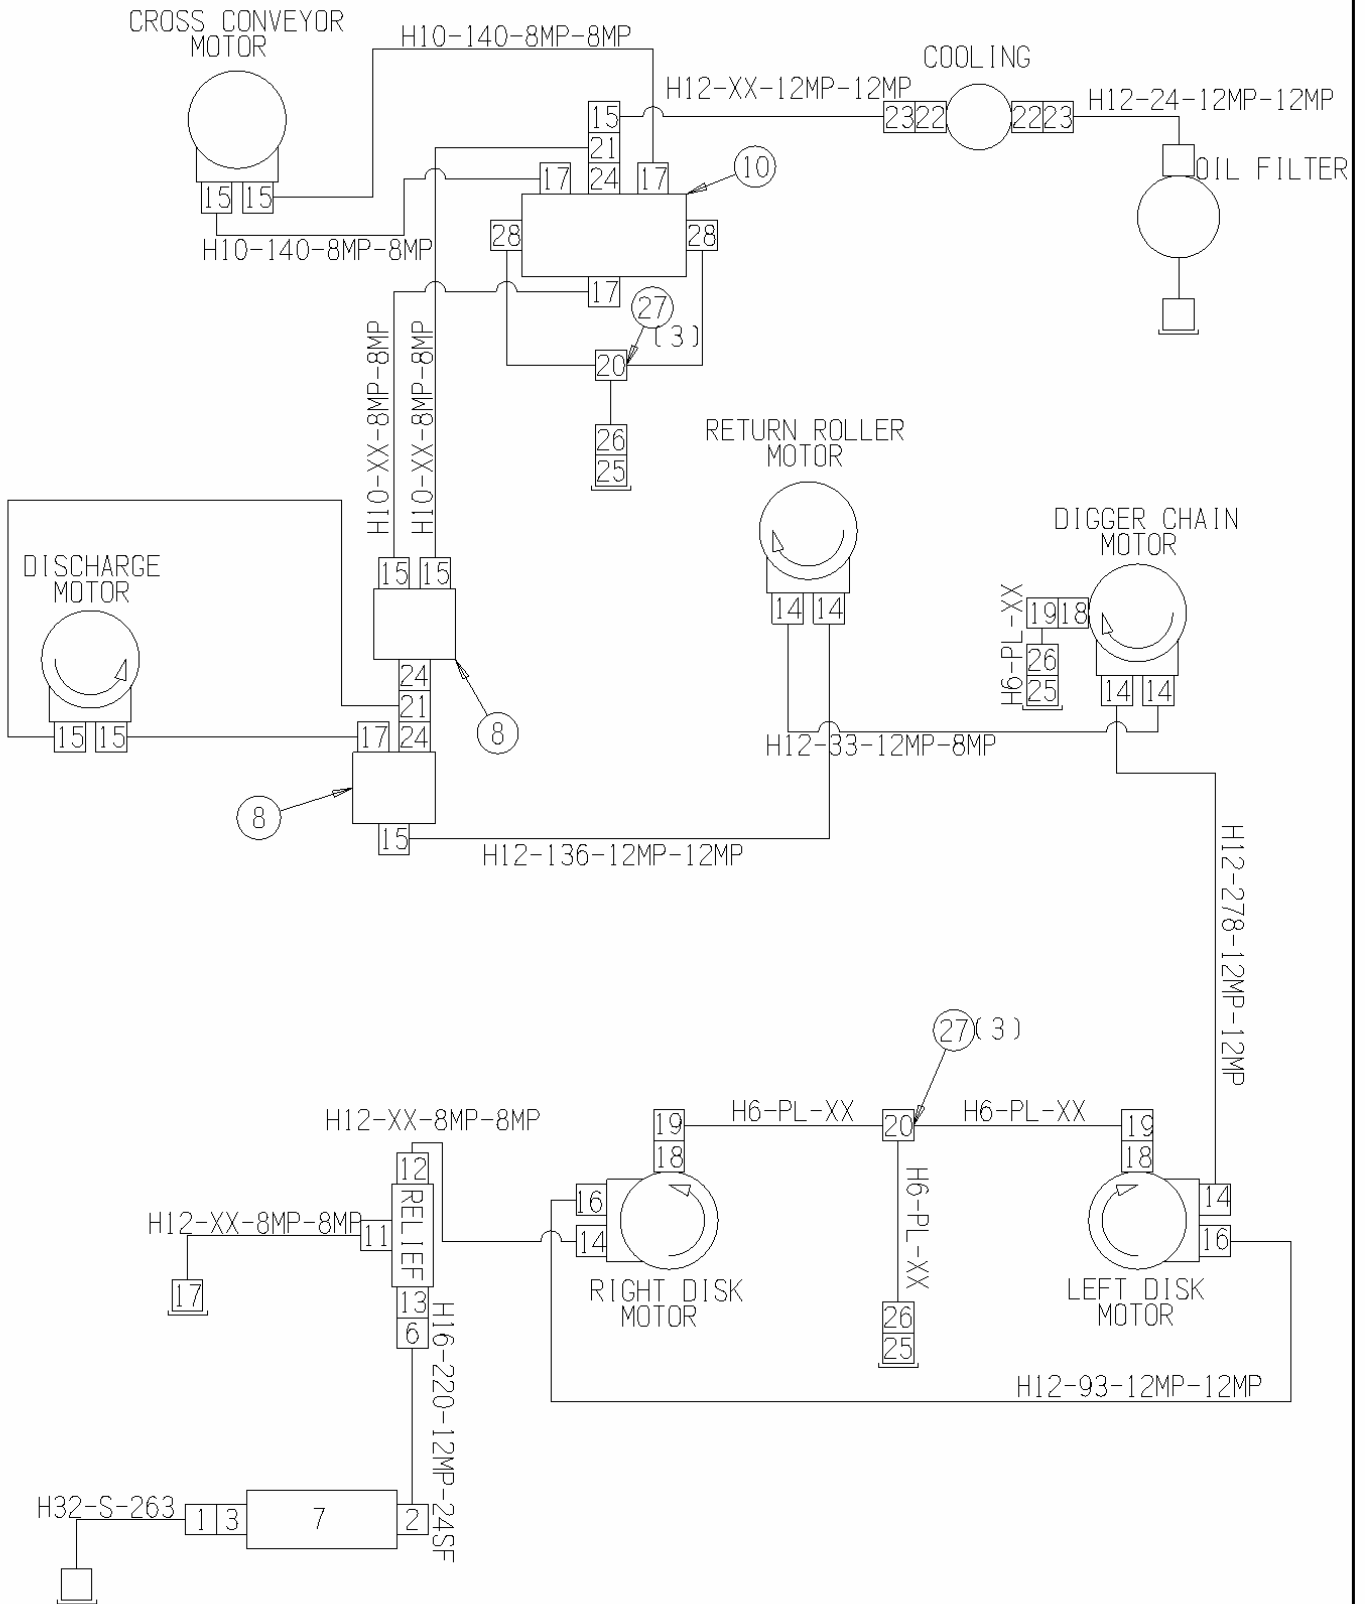 CROSS CONVEYOR
MOTOR
H10-140-8MP-8MP
COOLING
H12-XX-12MP-12MP
H12-24-12MP-12MP
15
23
22
22
23
21
10
OIL FILTER
17
24
17
15
15
28
28
H10-140-8MP-8MP
17
27
(3)
20
H10-XX-8MP-8MP
H10-XX-8MP-8MP
26
25
RETURN ROLLER
MOTOR
DIGGER CHAIN
MOTOR
DISCHARGE
MOTOR
15
15
14
14
H6-PL-XX
19
18
26
25
14
14
24
21
15
15
17
24
8
H12-33-12MP-8MP
8
15
H12-136-12MP-12MP
H12-278-12MP-12MP
27
(3)
H6-PL-XX
H6-PL-XX
H12-XX-8MP-8MP
19
20
19
12
18
18
RELIEF
H6-PL-XX
16
14
H12-XX-8MP-8MP
11
14
16
17
RIGHT DISK
MOTOR
LEFT DISK
MOTOR
13
6
H16-220-12MP-24SF
26
25
H12-93-12MP-12MP
H32-S-263
1
3
7
2